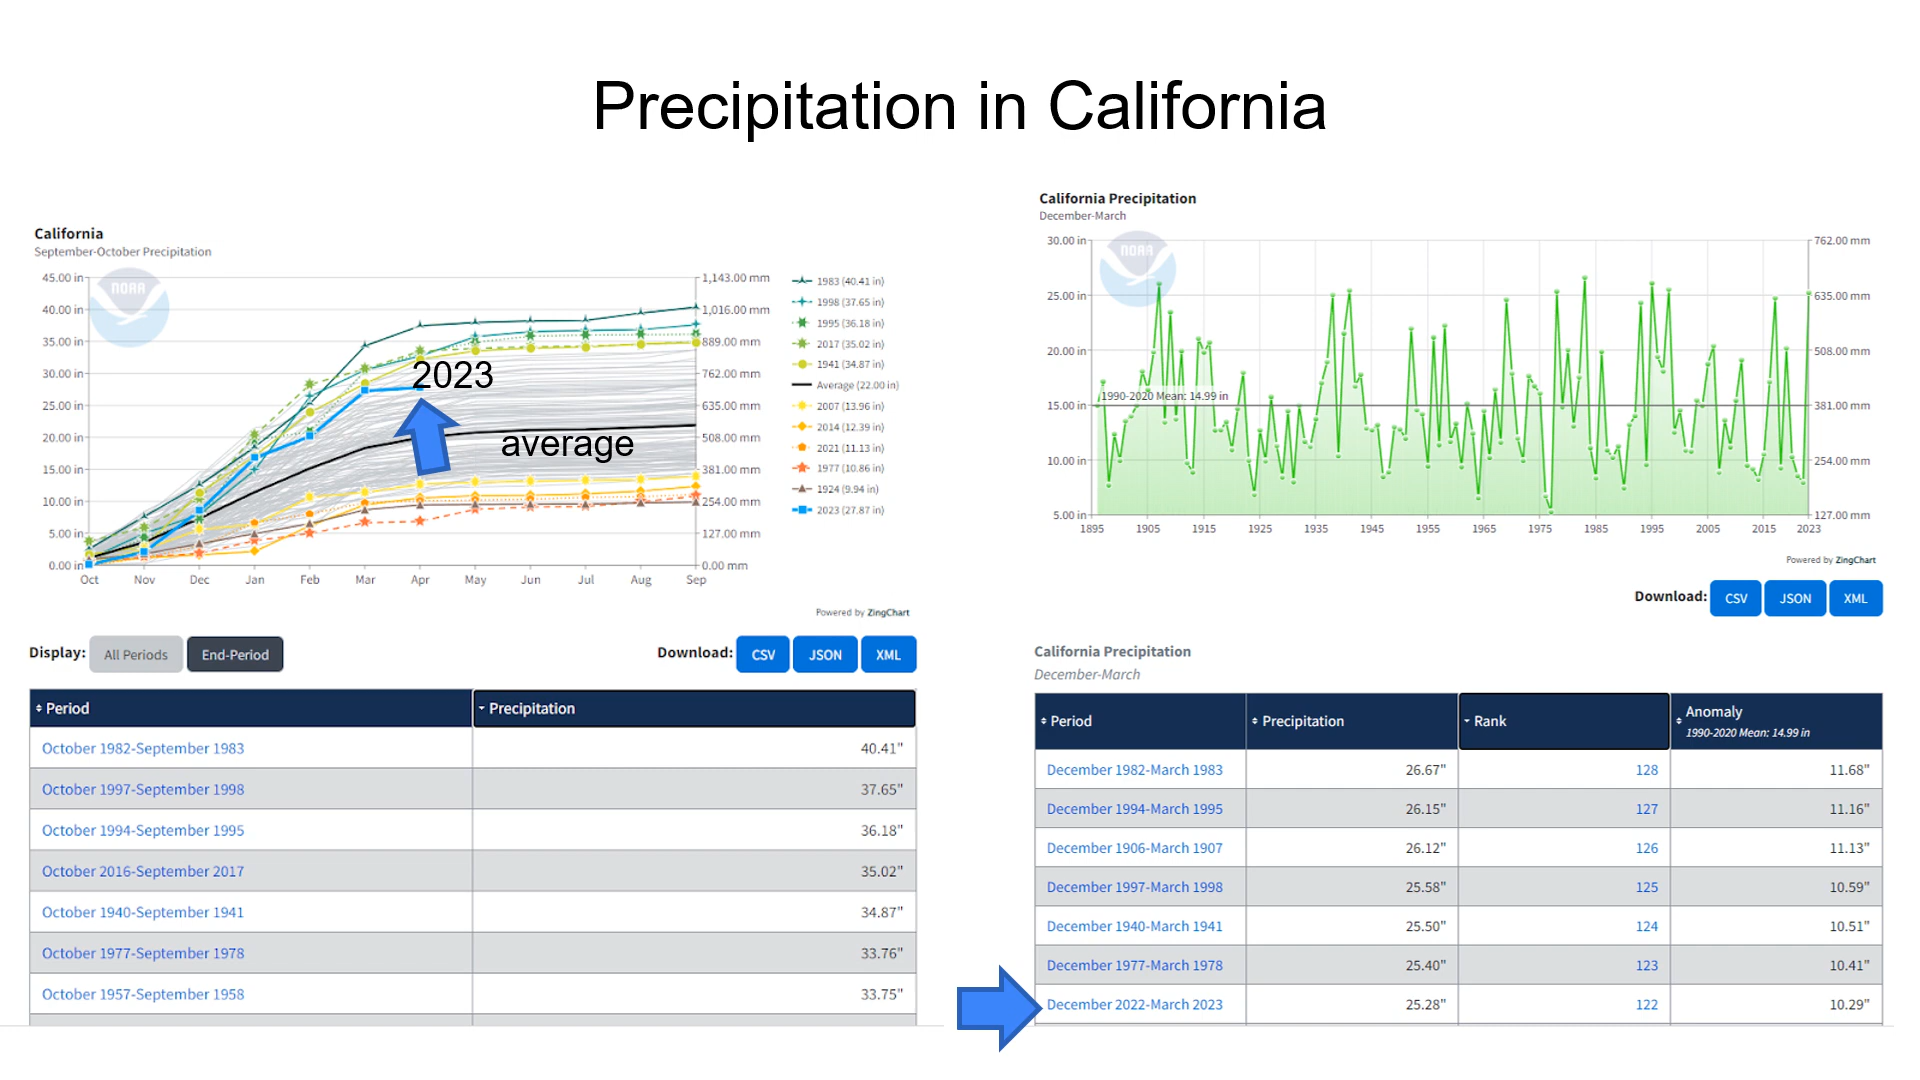 Precipitation in California
California
September-October Precipitation
45.00 in
40.00 in
35.00 in
30.00 in
25.00 in
20.00 in
15.00 in
10.00 in
5.00 in
0.00 in
NOAA
1,143.00 mm
1,016.00 mm
889.00 mm
762.00 mm
635.00 mm
508.00 mm
381.00 mm
254.00 mm
127.00 mm
0.00 mm
2023
average
Oct Nov Dec Jan Feb Mar Apr May Jun Jul Aug Sep
1983 (40.41 in)
1998 (37.65 in)
1995 (36.18 in)
2017 (35.02 in)
1941 (34.87 in)
Average (22.00 in)
2007 (13.96 in)
2014 (12.39 in)
2021 (11.13 in)
1977 (10.86 in)
1924 (9.94 in)
2023 (27.87 in)
Powered by ZingChart
Display: All Periods End-Period Download: CSV JSON XML
Period Precipitation
October 1982-September 1983 40.41"
October 1997-September 1998 37.65"
October 1994-September 1995 36.18"
October 2016-September 2017 35.02"
October 1940-September 1941 34.87"
October 1977-September 1978 33.76"
October 1957-September 1958 33.75"
California Precipitation
December-March
30.00 in
25.00 in
20.00 in
15.00 in
10.00 in
5.00 in
NOAA
1990-2020 Mean: 14.99 in
762.00 mm
635.00 mm
508.00 mm
381.00 mm
254.00 mm
127.00 mm
1895 1905 1915 1925 1935 1945 1955 1965 1975 1985 1995 2005 2015 2023
Powered by ZingChart
Download: CSV JSON XML
California Precipitation
December-March
Period Precipitation Rank Anomaly
1990-2020 Mean: 14.99 in
December 1982-March 1983 26.67" 128 11.68"
December 1994-March 1995 26.15" 127 11.16"
December 1906-March 1907 26.12" 126 11.13"
December 1997-March 1998 25.58" 125 10.59"
December 1940-March 1941 25.50" 124 10.51"
December 1977-March 1978 25.40" 123 10.41"
December 2022-March 2023 25.28" 122 10.29"